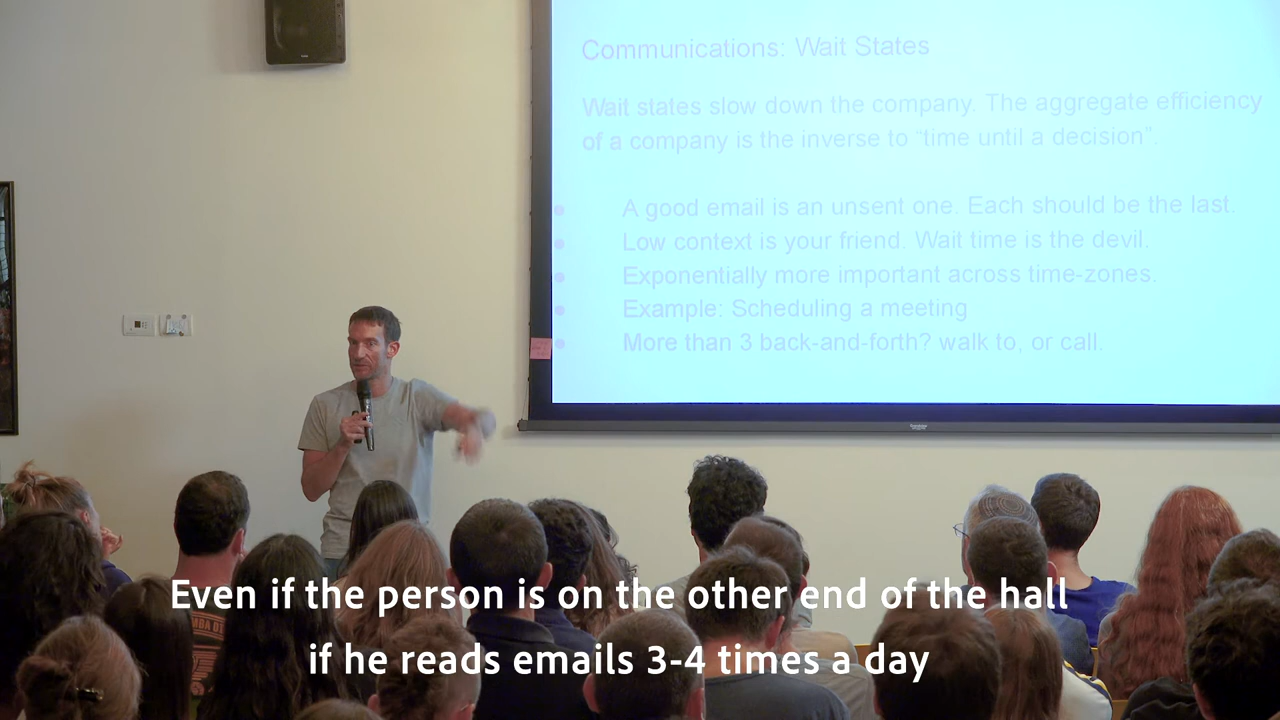 Communications: Wait States
Wait states slow down the company. The aggregate efficiency
of a company is the inverse to “time until a decision”.
• A good email is an unsent one. Each should be the last.
• Low context is your friend. Wait time is the devil.
• Exponentially more important across time-zones.
• Example: Scheduling a meeting
• More than 3 back-and-forth? walk to, or call.
Even if the person is on the other end of the hall
if he reads emails 3-4 times a day